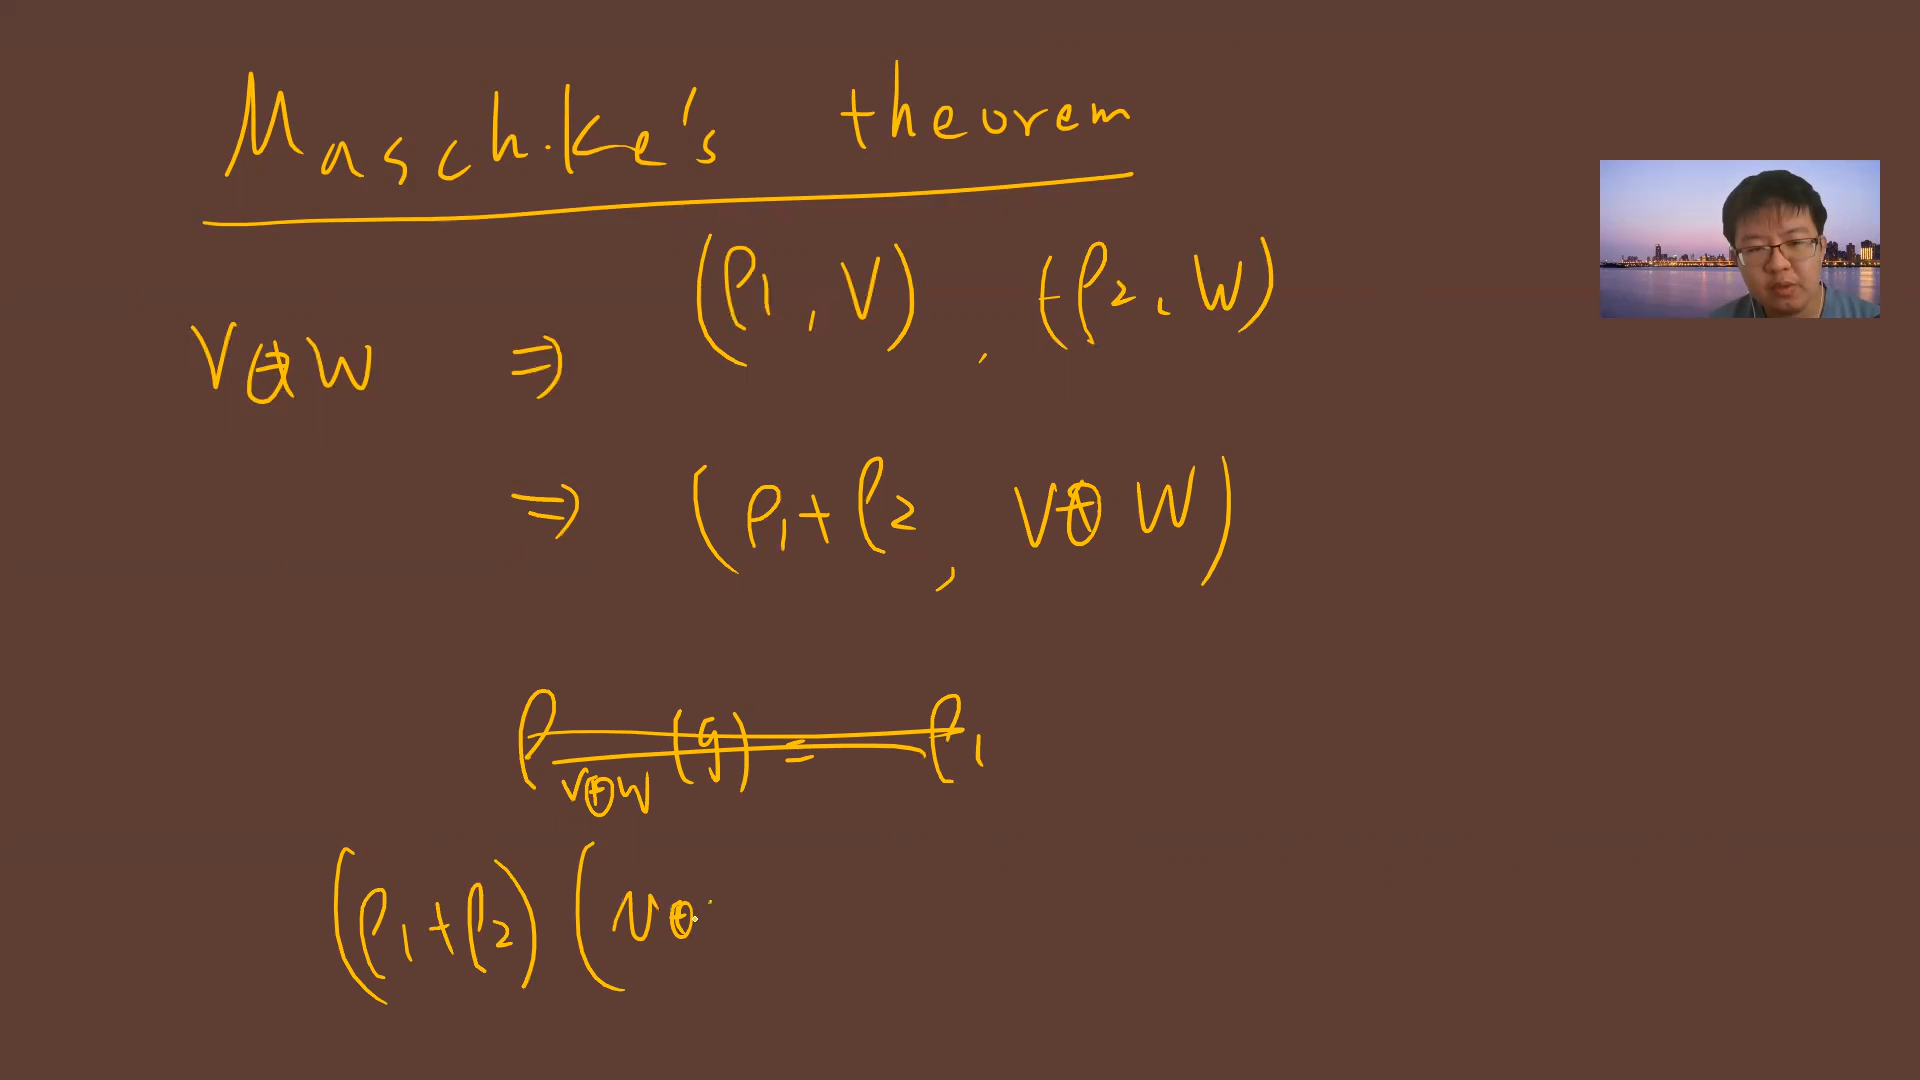 Maschke's theorem
(ρ1, V), (ρ2, W)
V⊕W ⇒
⇒ (ρ1+ρ2, V⊕W)
ρV⊕W(g) = ρ1
(ρ1+ρ2)(v⊕